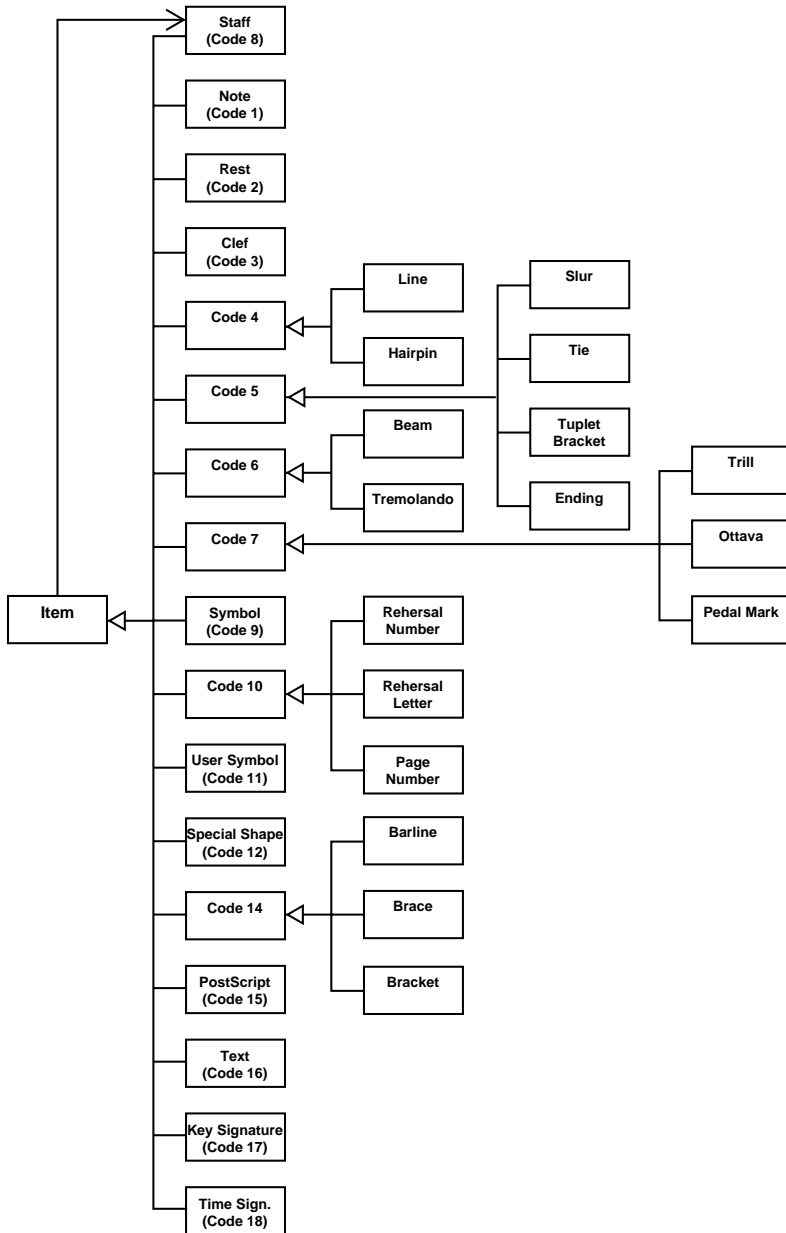 Staff
(Code 8)
Note
(Code 1)
Rest
(Code 2)
Clef
(Code 3)
Code 4
Line
Hairpin
Code 5
Slur
Tie
Tuplet
Bracket
Ending
Code 6
Beam
Tremolando
Code 7
Trill
Ottava
Pedal Mark
Item
Symbol
(Code 9)
Code 10
Rehersal
Number
Rehersal
Letter
Page
Number
User Symbol
(Code 11)
Special Shape
(Code 12)
Code 14
Barline
Brace
Bracket
PostScript
(Code 15)
Text
(Code 16)
Key Signature
(Code 17)
Time Sign.
(Code 18)